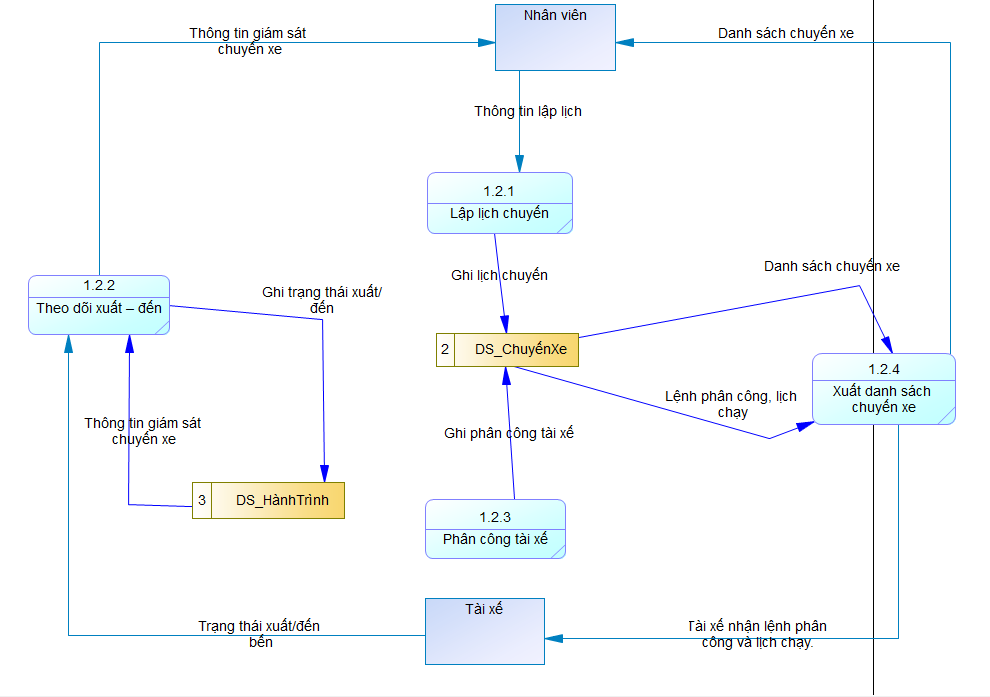 Nhân viên
Thông tin giám sát
chuyến xe
Danh sách chuyến xe
Thông tin lập lịch
1.2.1
Lập lịch chuyến
Ghi lịch chuyến
Danh sách chuyến xe
1.2.2
Theo dõi xuất – đến
Ghi trạng thái xuất/
đến
2
DS_ChuyếnXe
1.2.4
Xuất danh sách
chuyến xe
Lệnh phân công, lịch
chạy
Thông tin giám sát
chuyến xe
Ghi phân công tài xế
3
DS_HànhTrình
1.2.3
Phân công tài xế
Tài xế
Trạng thái xuất/đến
bến
Tài xế nhận lệnh phân
công và lịch chạy.